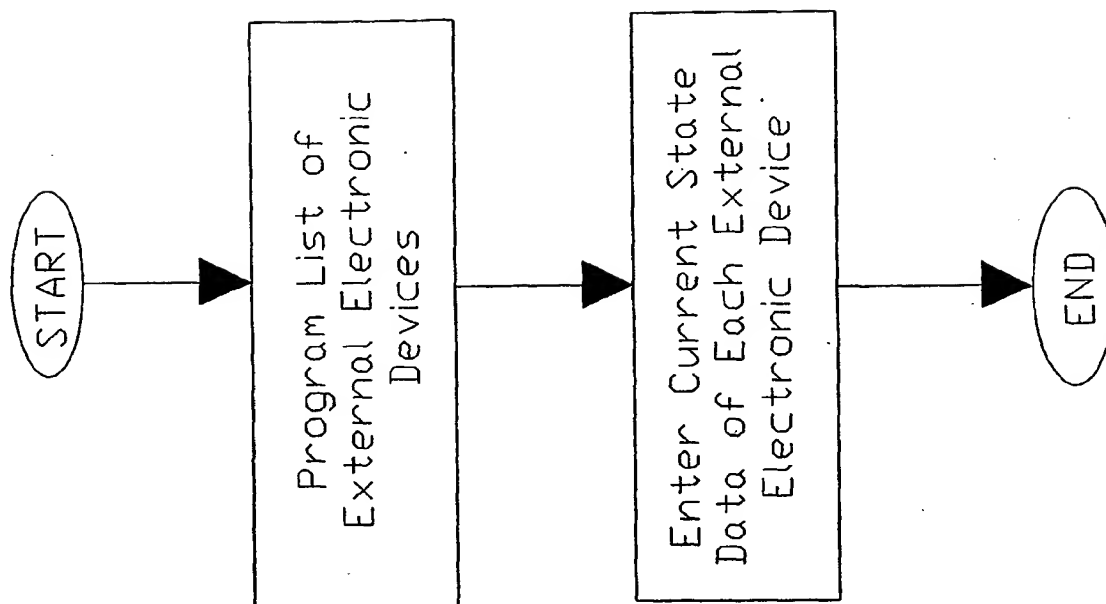 START
Program List of
External Electronic
Devices
Enter Current State
Data of Each External
Electronic Device
END